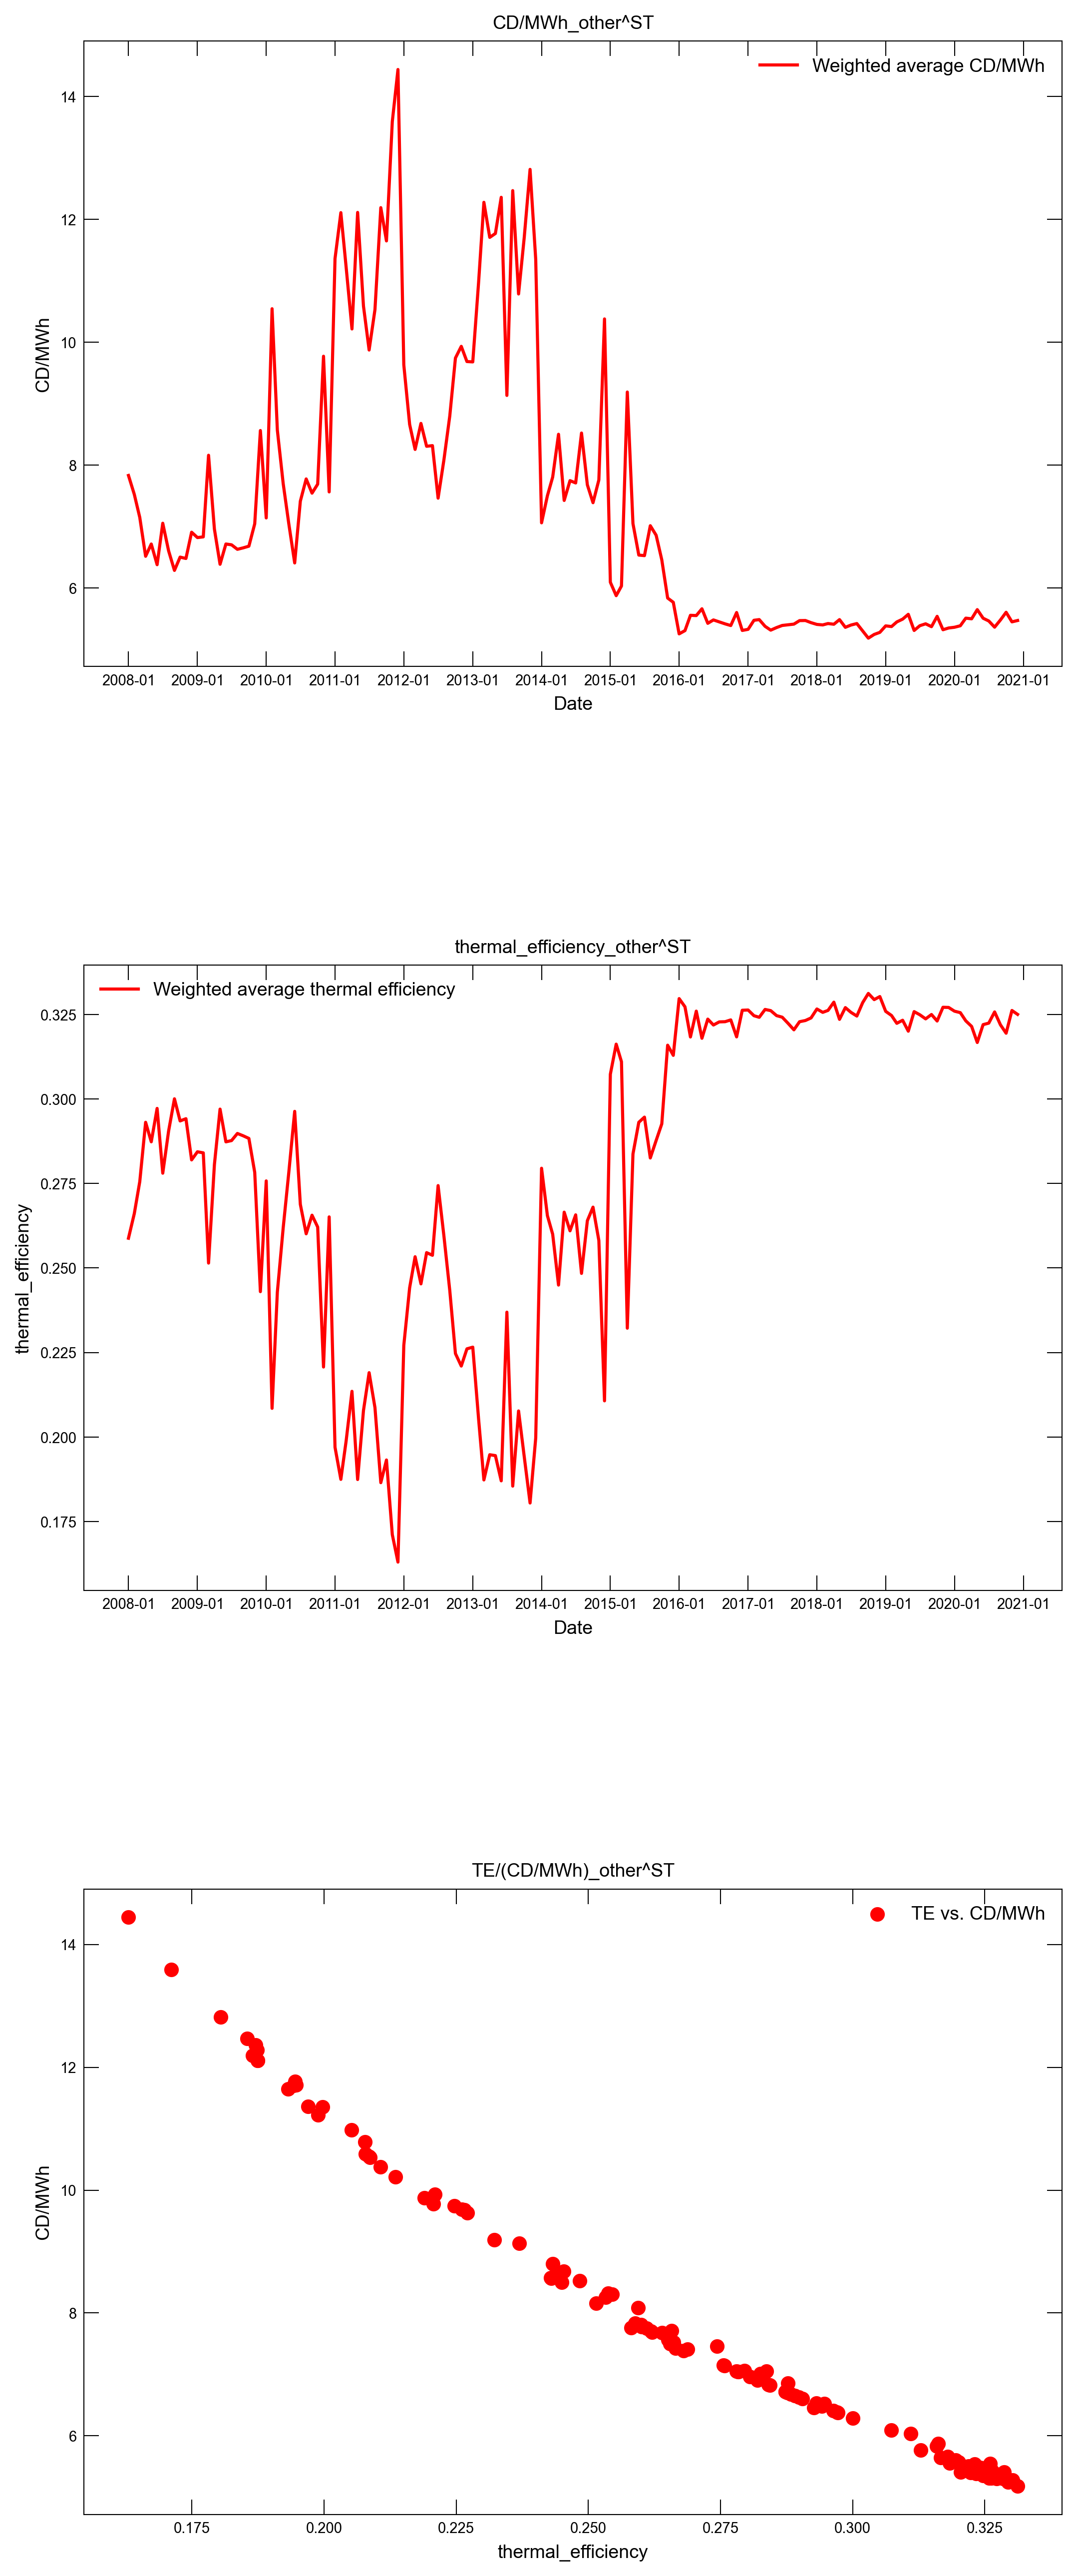 CD/MWh_other^ST
Weighted average CD/MWh
14
12
10
8
6
CD/MWh
2008-01 2009-01 2010-01 2011-01 2012-01 2013-01 2014-01 2015-01 2016-01 2017-01 2018-01 2019-01 2020-01 2021-01
Date
thermal_efficiency_other^ST
Weighted average thermal efficiency
0.325
0.300
0.275
0.250
0.225
0.200
0.175
thermal_efficiency
2008-01 2009-01 2010-01 2011-01 2012-01 2013-01 2014-01 2015-01 2016-01 2017-01 2018-01 2019-01 2020-01 2021-01
Date
TE/(CD/MWh)_other^ST
TE vs. CD/MWh
14
12
10
8
6
CD/MWh
0.175 0.200 0.225 0.250 0.275 0.300 0.325
thermal_efficiency